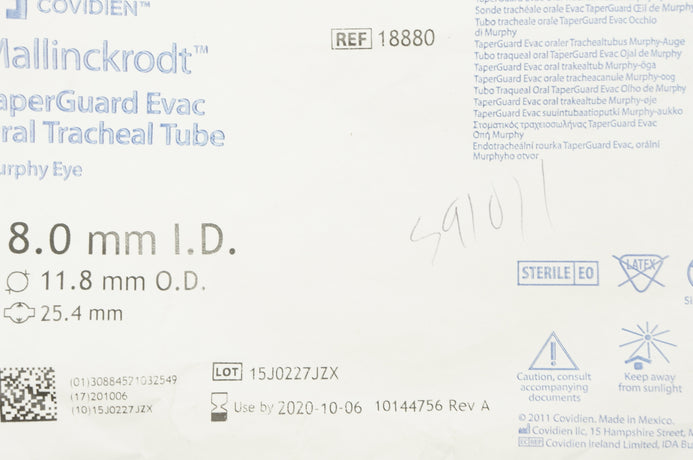 COVIDIEN™
Mallinckrodt™
TaperGuard Evac
Oral Tracheal Tube
Murphy Eye
8.0 mm I.D.
11.8 mm O.D.
25.4 mm
(01)30884521032549
(17)201006
(10)15J0227JZX
REF 18880
LOT 15J0227JZX
Use by 2020-10-06 10144756 Rev A
Sonde trachéale orale Evac TaperGuard Œil de Murphy
Tubo tracheale orale TaperGuard Evac Occhio
di Murphy
TaperGuard Evac oraler Trachealtubus Murphy-Auge
Tubo traqueal oral TaperGuard Evac Ojal de Murphy
TaperGuard Evac oral trakealtub Murphy-öga
TaperGuard Evac orale tracheacanule Murphy-oog
Tubo Traqueal Oral TaperGuard Evac Olho de Murphy
TaperGuard Evac oral trakealtube Murphy-øje
TaperGuard Evac suuintubaatioputki Murphy-aukko
Στοματικός τραχειοσωλήνας TaperGuard Evac
Οπή Murphy
Endotracheální rourka TaperGuard Evac, orální
Murphyho otvor
S91011
STERILE EO
LATEX
Caution, consult
accompanying
documents
Keep away
from sunlight
© 2011 Covidien. Made in Mexico.
Covidien llc, 15 Hampshire Street, M
EC REP Covidien Ireland Limited, IDA Bu